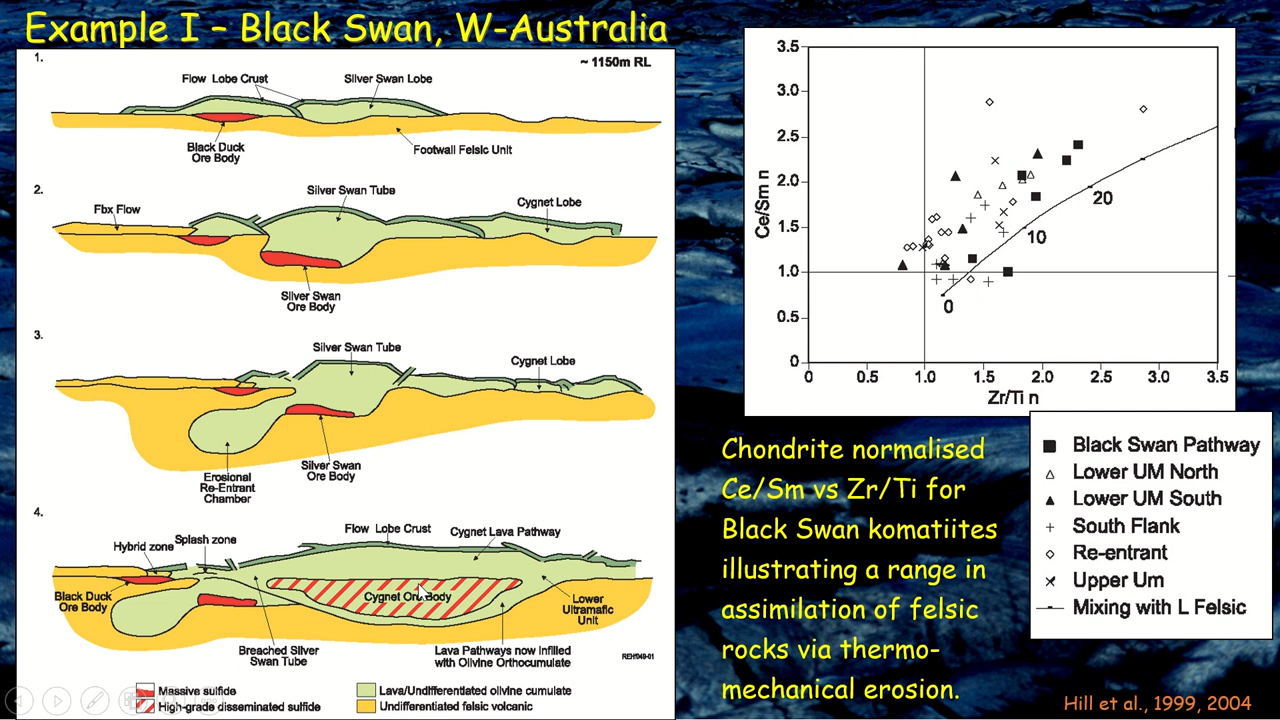 Example I – Black Swan, W-Australia
1.
~ 1150m RL
Flow Lobe Crust
Silver Swan Lobe
Black Duck
Ore Body
Footwall Felsic Unit
2.
Silver Swan Tube
Fbx Flow
Cygnet Lobe
Silver Swan
Ore Body
3.
Silver Swan Tube
Cygnet Lobe
Erosional
Re-Entrant
Chamber
Silver Swan
Ore Body
4.
Flow Lobe Crust
Cygnet Lava Pathway
Splash zone
Hybrid zone
Black Duck
Ore Body
Cygnet Ore Body
Lower
Ultramafic
Unit
Breached Silver
Swan Tube
Lava Pathways now Infilled
with Olivine Orthocumulate
REH\049-01
Massive sulfide
High-grade disseminated sulfide
Lava/Undifferentiated olivine cumulate
Undifferentiated felsic volcanic
3.5
3.0
2.5
2.0
1.5
1.0
0.5
0
Ce/Sm n
0
0.5
1.0
1.5
2.0
2.5
3.0
3.5
Zr/Ti n
0
10
20
Black Swan Pathway
Lower UM North
Lower UM South
South Flank
Re-entrant
Upper Um
Mixing with L Felsic
Chondrite normalised
Ce/Sm vs Zr/Ti for
Black Swan komatiites
illustrating a range in
assimilation of felsic
rocks via thermo-
mechanical erosion.
Hill et al., 1999, 2004